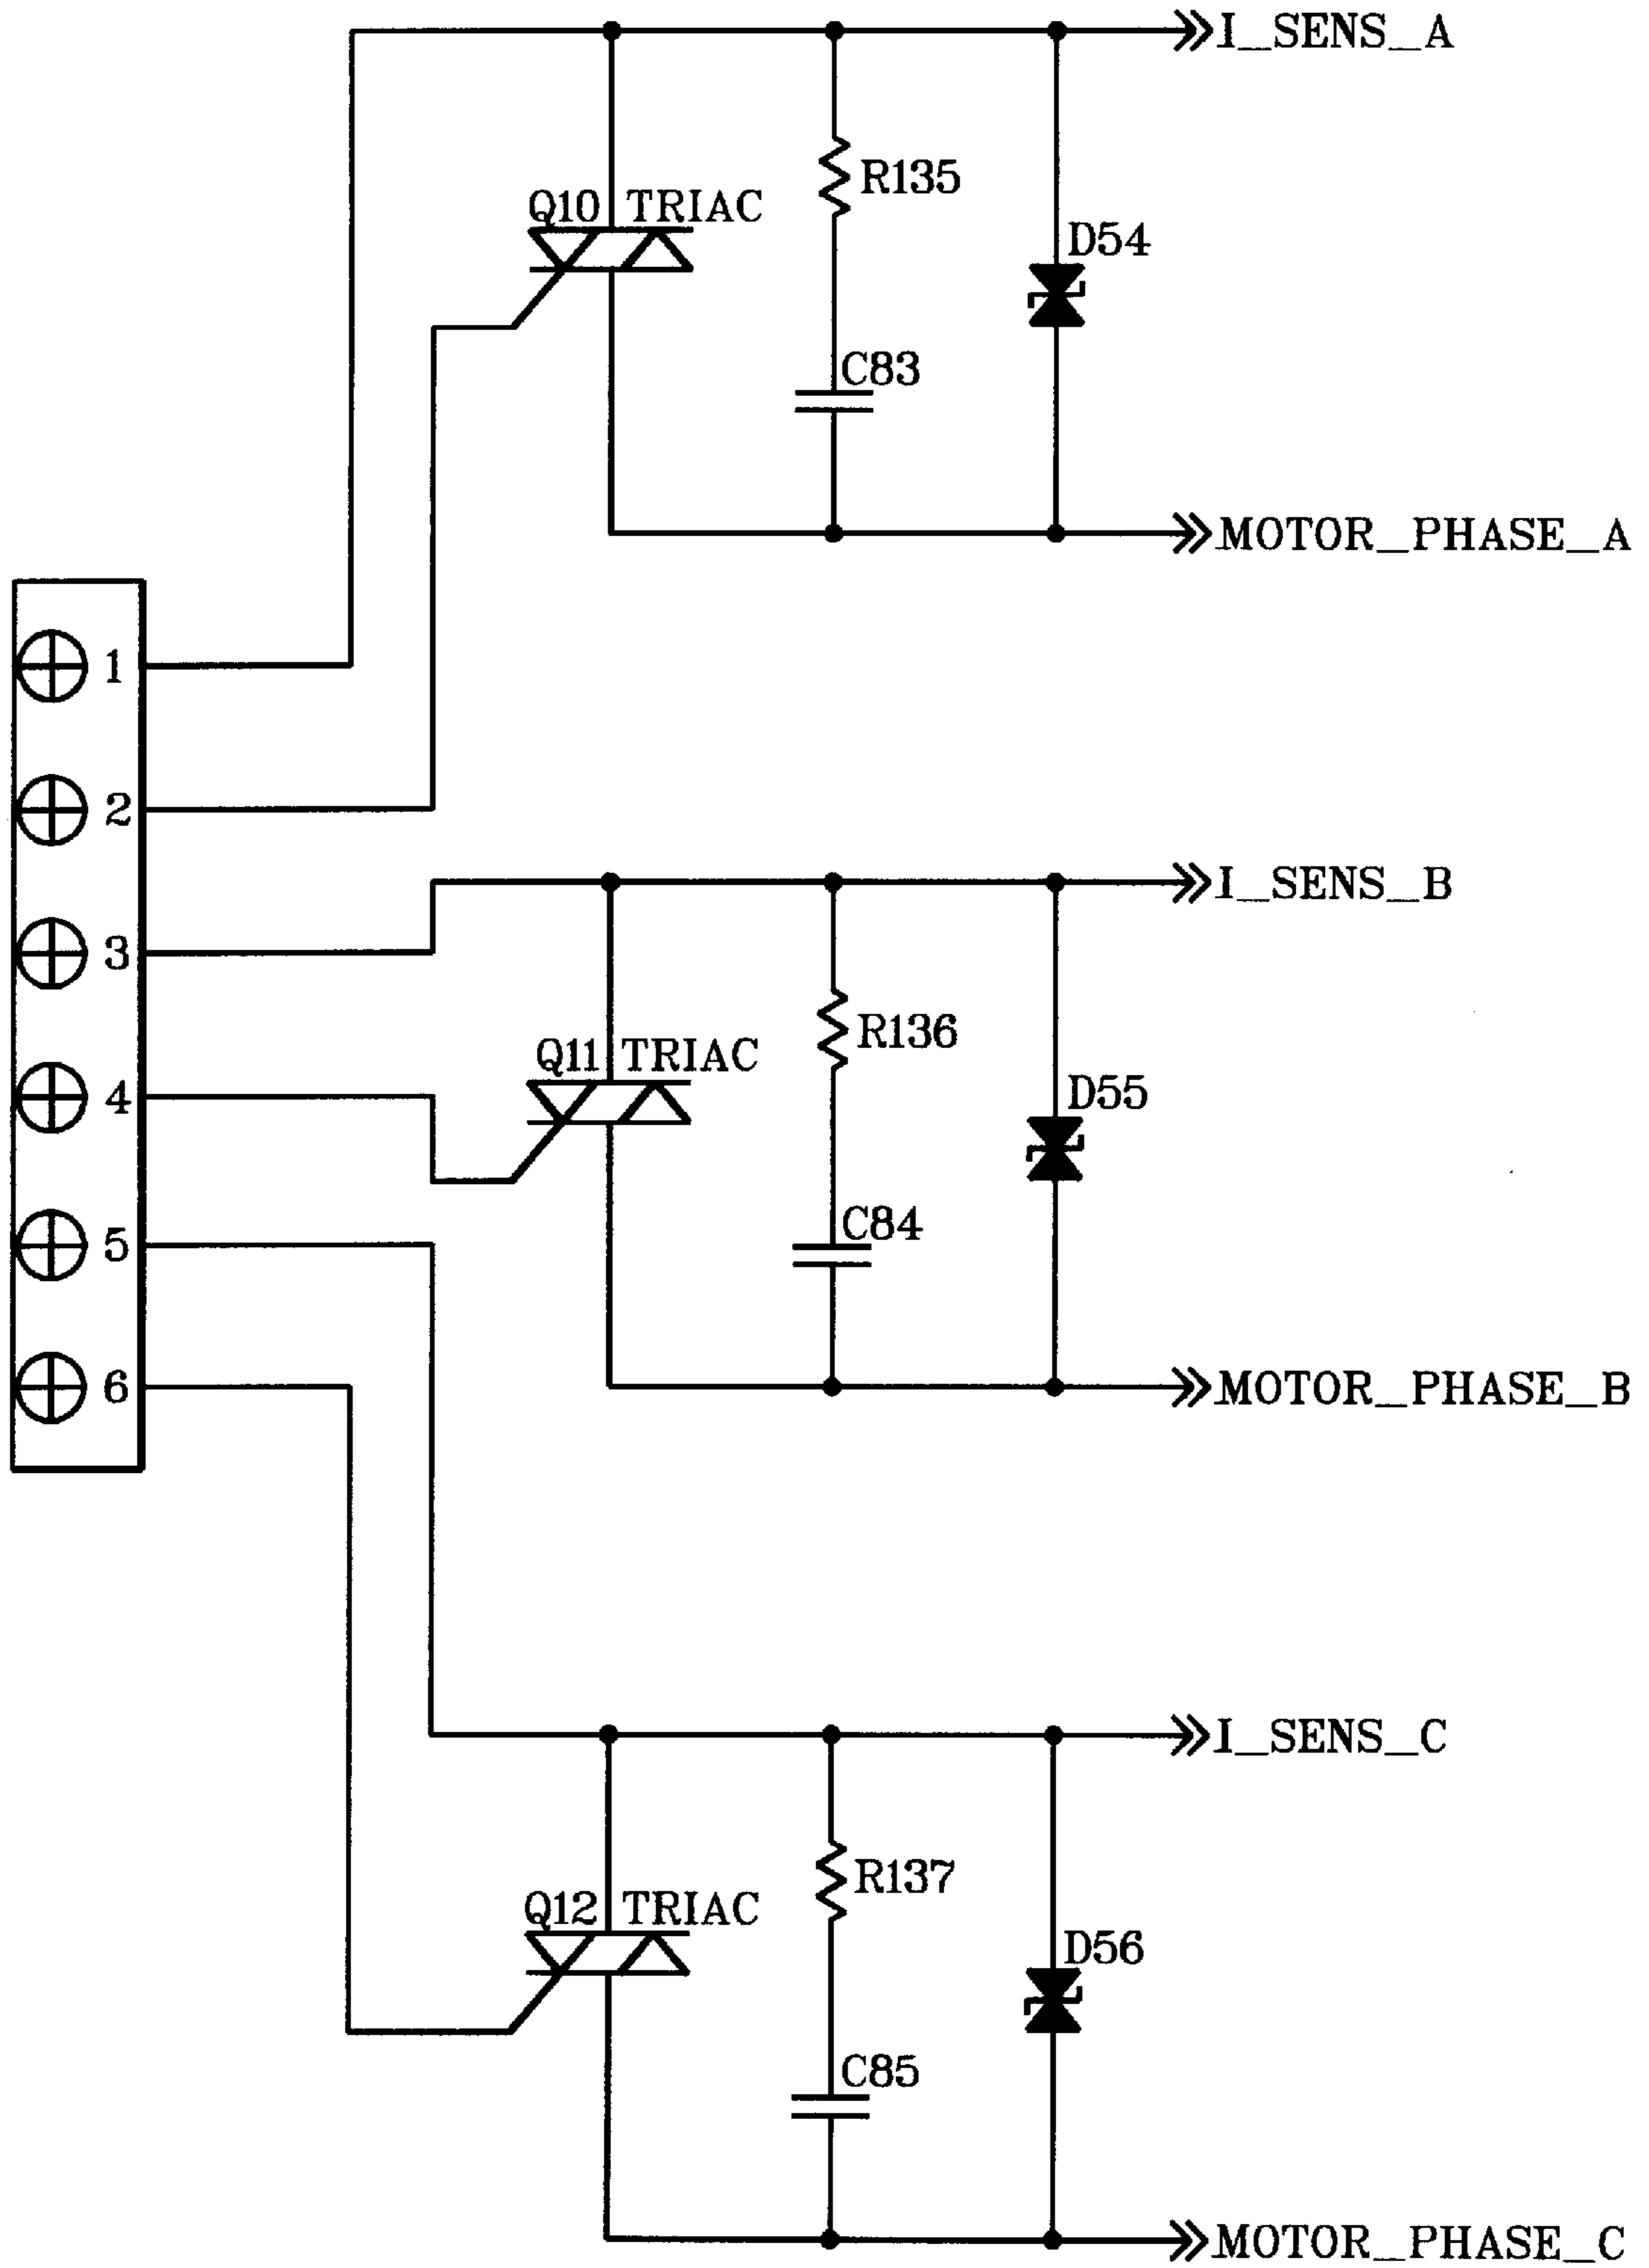 I_SENS_A
R135
Q10 TRIAC
D54
C83
MOTOR_PHASE_A
1
2
I_SENS_B
3
R136
Q11 TRIAC
4
D55
C84
5
6
MOTOR_PHASE_B
I_SENS_C
R137
Q12 TRIAC
D56
C85
MOTOR_PHASE_C